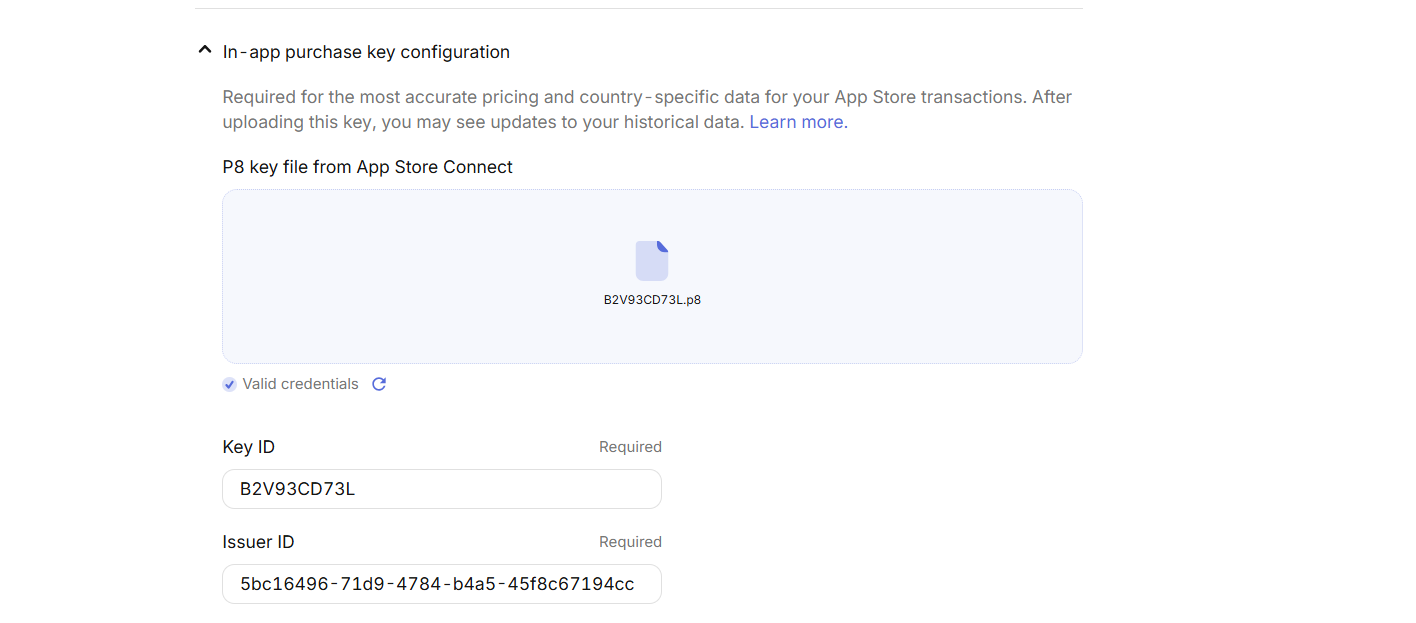 In-app purchase key configuration
Required for the most accurate pricing and country-specific data for your App Store transactions. After
uploading this key, you may see updates to your historical data. Learn more.
P8 key file from App Store Connect
B2V93CD73L.p8
Valid credentials
Key ID Required
B2V93CD73L
Issuer ID Required
5bc16496-71d9-4784-b4a5-45f8c67194cc